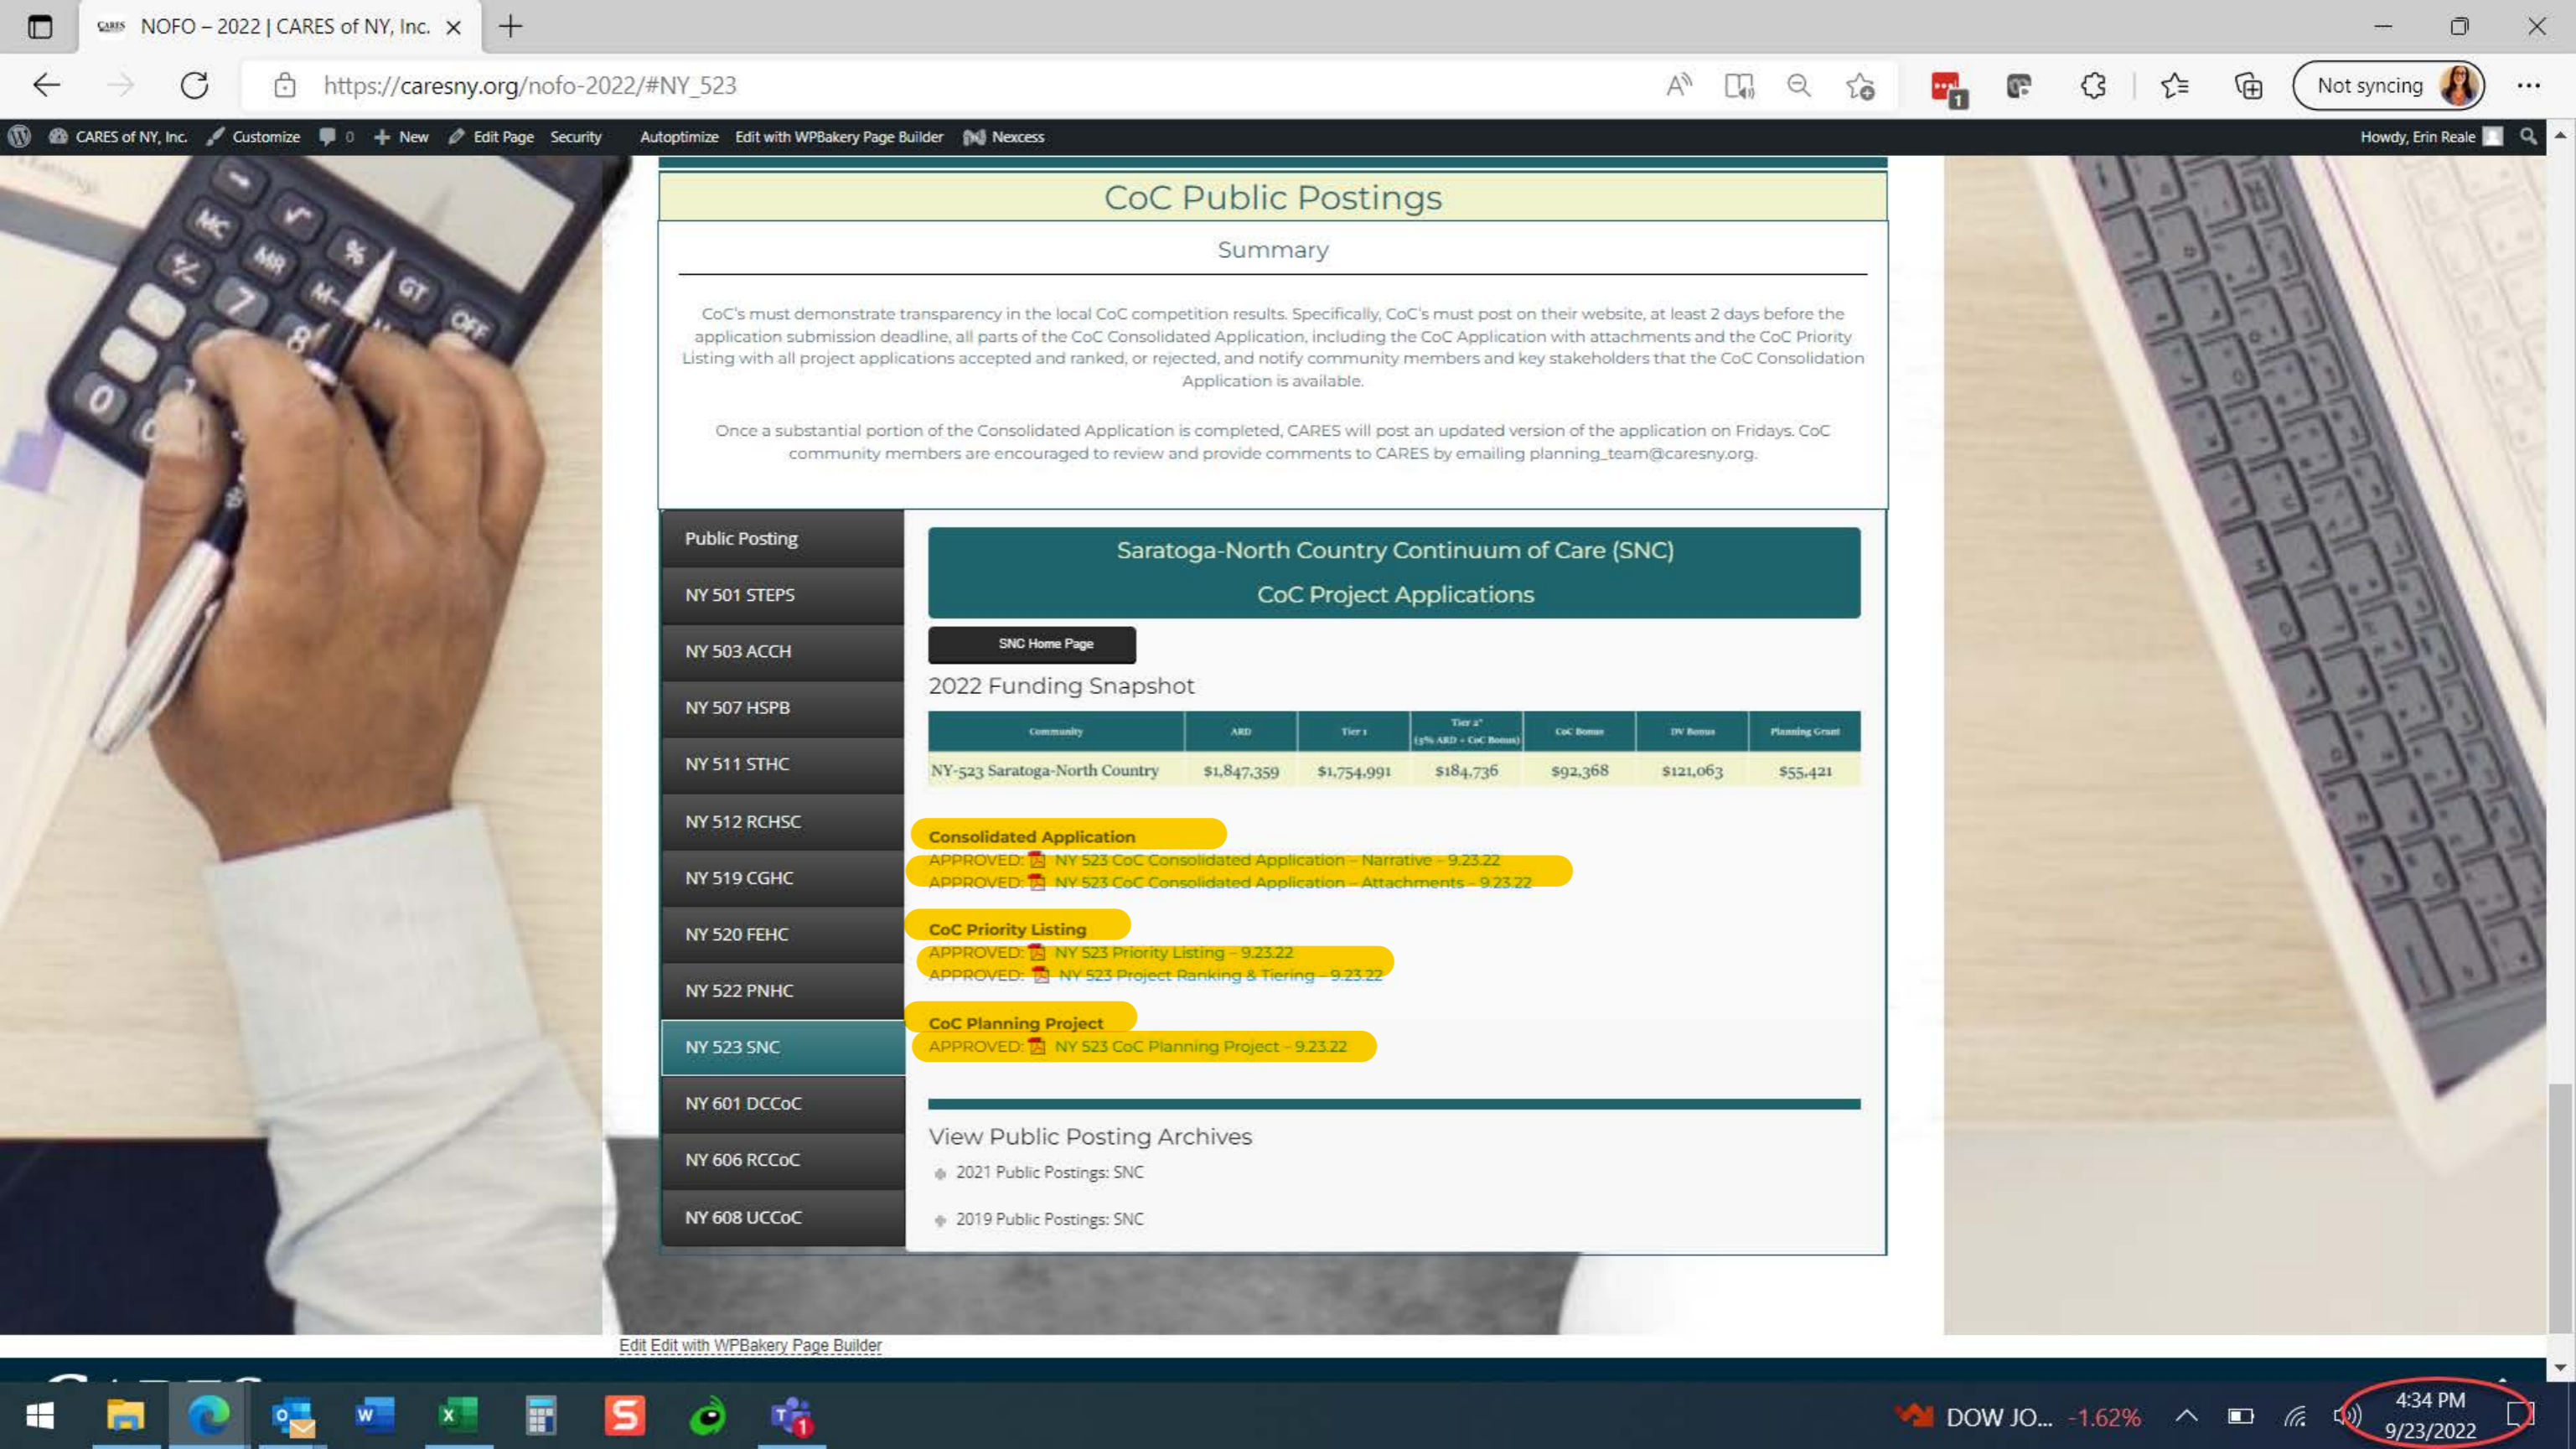 NOFO – 2022 | CARES of NY, Inc.
https://caresny.org/nofo-2022/#NY_523
Not syncing
1
CARES of NY, Inc. Customize 0 New Edit Page Security Autoptimize Edit with WPBakery Page Builder Nexcess
Howdy, Erin Reale
CoC Public Postings
Summary
CoC's must demonstrate transparency in the local CoC competition results. Specifically, CoC's must post on their website, at least 2 days before the
application submission deadline, all parts of the CoC Consolidated Application, including the CoC Application with attachments and the CoC Priority
Listing with all project applications accepted and ranked, or rejected, and notify community members and key stakeholders that the CoC Consolidation
Application is available.
Once a substantial portion of the Consolidated Application is completed, CARES will post an updated version of the application on Fridays. CoC
community members are encouraged to review and provide comments to CARES by emailing planning_team@caresny.org.
Public Posting
NY 501 STEPS
NY 503 ACCH
NY 507 HSPB
NY 511 STHC
NY 512 RCHSC
NY 519 CGHC
NY 520 FEHC
NY 522 PNHC
NY 523 SNC
NY 601 DCCoC
NY 606 RCCoC
NY 608 UCCoC
Saratoga-North Country Continuum of Care (SNC)
CoC Project Applications
SNC Home Page
2022 Funding Snapshot
Community ARD Tier 1 Tier 2* (5% ARD + CoC Bonus) CoC Bonus DV Bonus Planning Grant
NY-523 Saratoga-North Country $1,847,359 $1,754,991 $184,736 $92,368 $121,063 $55,421
Consolidated Application
APPROVED: NY 523 CoC Consolidated Application – Narrative – 9.23.22
APPROVED: NY 523 CoC Consolidated Application – Attachments – 9.23.22
CoC Priority Listing
APPROVED: NY 523 Priority Listing – 9.23.22
APPROVED: NY 523 Project Ranking & Tiering – 9.23.22
CoC Planning Project
APPROVED: NY 523 CoC Planning Project – 9.23.22
View Public Posting Archives
2021 Public Postings: SNC
2019 Public Postings: SNC
MC
√
%
GT
OFF
+/-
MR
M-
7
8
0
Edit Edit with WPBakery Page Builder
DOW JO... -1.62%
4:34 PM
9/23/2022